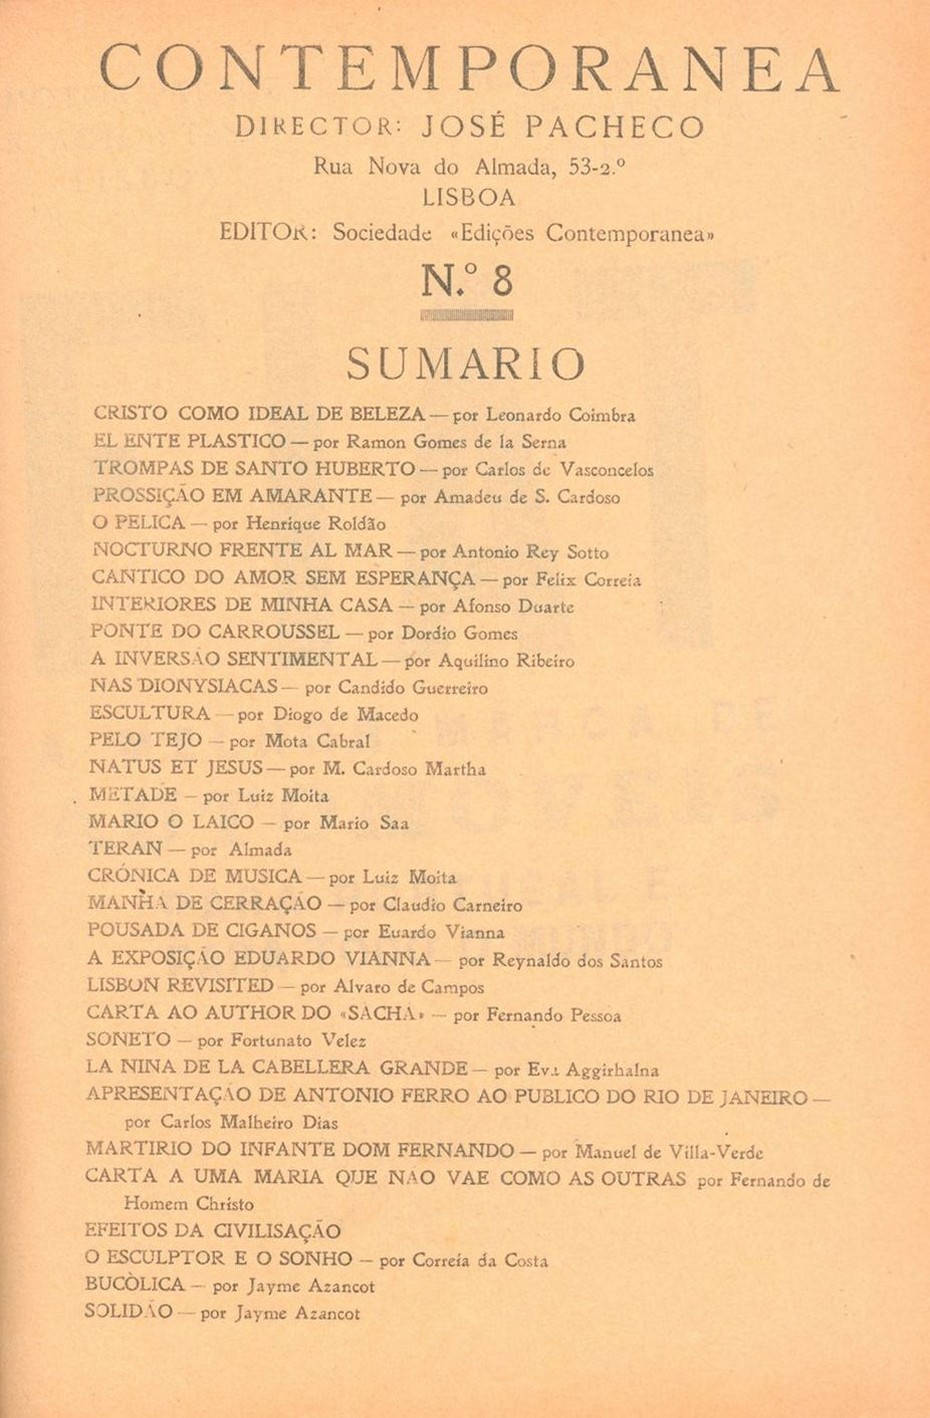 CONTEMPORANEA
DIRECTOR: JOSÉ PACHECO
Rua Nova do Almada, 53-2.º
LISBOA
EDITOR: Sociedade «Edições Contemporanea»
N.º 8
SUMARIO
CRISTO COMO IDEAL DE BELEZA — por Leonardo Coimbra
EL ENTE PLASTICO — por Ramon Gomes de la Serna
TROMPAS DE SANTO HUBERTO — por Carlos de Vasconcelos
PROSSIÇÃO EM AMARANTE — por Amadeu de S. Cardoso
O PELICA — por Henrique Roldão
NOCTURNO FRENTE AL MAR — por Antonio Rey Sotto
CANTICO DO AMOR SEM ESPERANÇA — por Felix Correia
INTERIORES DE MINHA CASA — por Afonso Duarte
PONTE DO CARROUSSEL — por Dordio Gomes
A INVERSÃO SENTIMENTAL — por Aquilino Ribeiro
NAS DIONYSIACAS — por Candido Guerreiro
ESCULTURA — por Diogo de Macedo
PELO TEJO — por Mota Cabral
NATUS ET JESUS — por M. Cardoso Martha
METADE — por Luiz Moita
MARIO O LAICO — por Mario Saa
TERAN — por Almada
CRÓNICA DE MUSICA — por Luiz Moita
MANHÃ DE CERRAÇÃO — por Claudio Carneiro
POUSADA DE CIGANOS — por Euardo Vianna
A EXPOSIÇÃO EDUARDO VIANNA — por Reynaldo dos Santos
LISBON REVISITED — por Alvaro de Campos
CARTA AO AUTHOR DO «SACHA» — por Fernando Pessoa
SONETO — por Fortunato Velez
LA NINA DE LA CABELLERA GRANDE — por Eva Aggirhalna
APRESENTAÇÃO DE ANTONIO FERRO AO PUBLICO DO RIO DE JANEIRO —
por Carlos Malheiro Dias
MARTIRIO DO INFANTE DOM FERNANDO — por Manuel de Villa-Verde
CARTA A UMA MARIA QUE NÃO VAE COMO AS OUTRAS por Fernando de
Homem Christo
EFEITOS DA CIVILISAÇÃO
O ESCULPTOR E O SONHO — por Correia da Costa
BUCÒLICA — por Jayme Azancot
SOLIDÃO — por Jayme Azancot